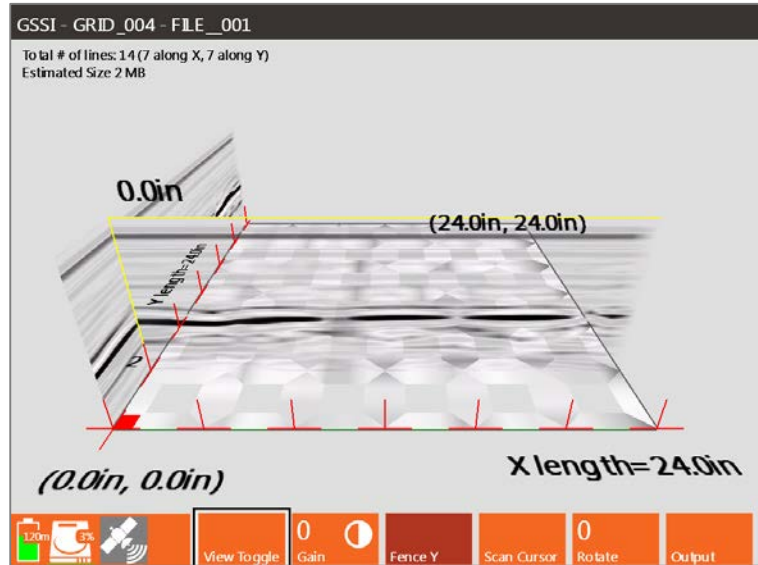 GSSI - GRID_004 - FILE__001
Total # of lines: 14 (7 along X, 7 along Y)
Estimated Size 2 MB
0.0in
(24.0in, 24.0in)
Y length=24.0in
2
(0.0in, 0.0in)
X length=24.0in
120m 3% View Toggle 0 Gain Fence Y Scan Cursor 0 Rotate Output